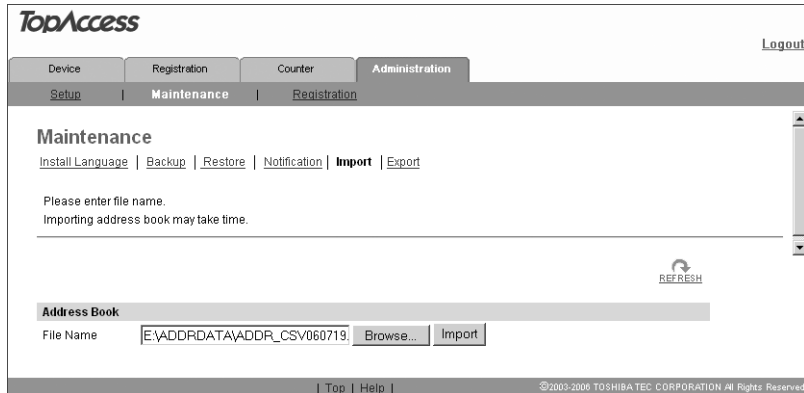 TopAccess
Logout
Device Registration Counter Administration
Setup | Maintenance | Registration
Maintenance
Install Language | Backup | Restore | Notification | Import | Export
Please enter file name.
Importing address book may take time.
REFRESH
Address Book
File Name E:\ADDRDATA\ADDR_CSV060719. Browse... Import
| Top | Help | ©2003-2006 TOSHIBA TEC CORPORATION All Rights Reserved